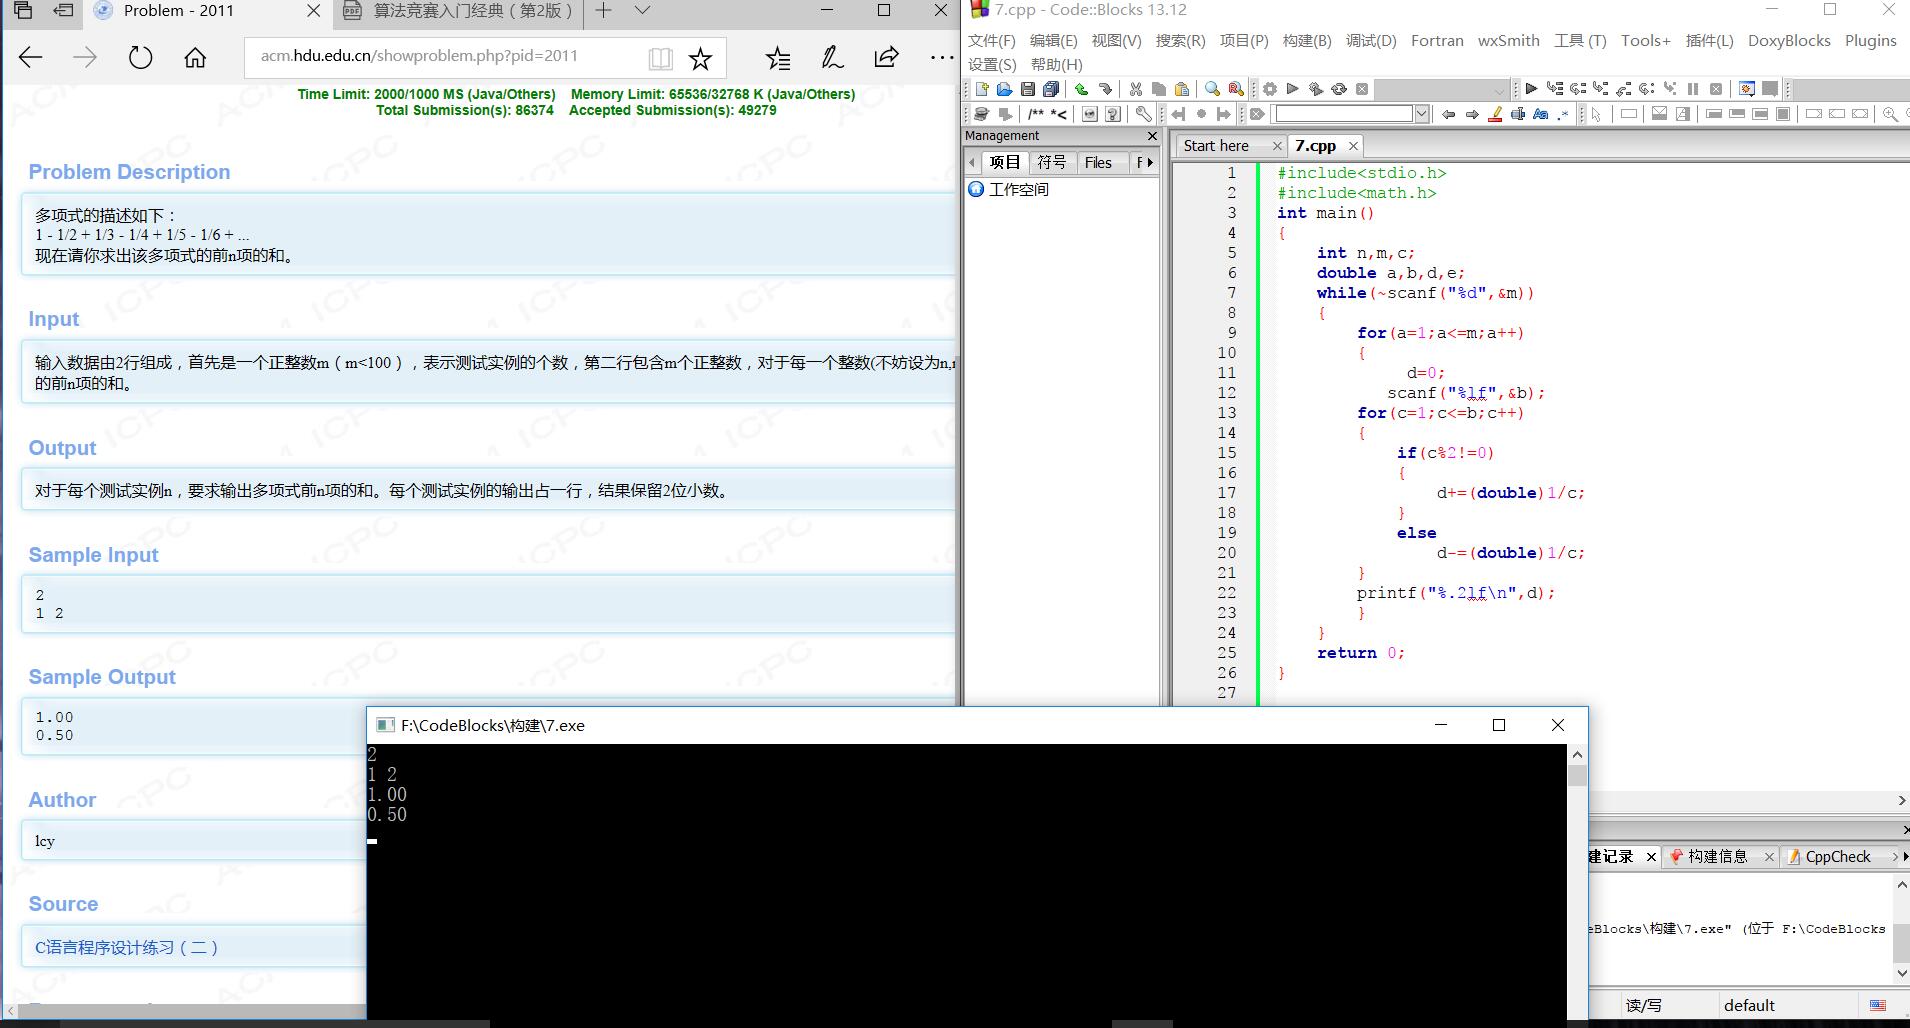 Problem - 2011
算法竞赛入门经典（第2版）
acm.hdu.edu.cn/showproblem.php?pid=2011
Time Limit: 2000/1000 MS (Java/Others)    Memory Limit: 65536/32768 K (Java/Others)
Total Submission(s): 86374    Accepted Submission(s): 49279
Problem Description
多项式的描述如下：
1 - 1/2 + 1/3 - 1/4 + 1/5 - 1/6 + ...
现在请你求出该多项式的前n项的和。
Input
输入数据由2行组成，首先是一个正整数m（m<100），表示测试实例的个数，第二行包含m个正整数，对于每一个整数(不妨设为n,
的前n项的和。
Output
对于每个测试实例n，要求输出多项式前n项的和。每个测试实例的输出占一行，结果保留2位小数。
Sample Input
2
1 2
Sample Output
1.00
0.50
Author
lcy
Source
C语言程序设计练习（二）
7.cpp - Code::Blocks 13.12
文件(F) 编辑(E) 视图(V) 搜索(R) 项目(P) 构建(B) 调试(D) Fortran wxSmith 工具 (T) Tools+ 插件(L) DoxyBlocks Plugins
设置(S) 帮助(H)
/** *<
Management
项目 符号 Files F
工作空间
Start here 7.cpp
1 #include<stdio.h>
2 #include<math.h>
3 int main()
4 {
5     int n,m,c;
6     double a,b,d,e;
7     while(~scanf("%d",&m))
8     {
9         for(a=1;a<=m;a++)
10         {
11              d=0;
12            scanf("%lf",&b);
13         for(c=1;c<=b;c++)
14         {
15             if(c%2!=0)
16             {
17                 d+=(double)1/c;
18             }
19             else
20                 d-=(double)1/c;
21         }
22         printf("%.2lf\n",d);
23         }
24     }
25     return 0;
26 }
27
F:\CodeBlocks\构建\7.exe
2
1 2
1.00
0.50
建记录 构建信息 CppCheck
eBlocks\构建\7.exe" (位于 F:\CodeBlocks
读/写 default